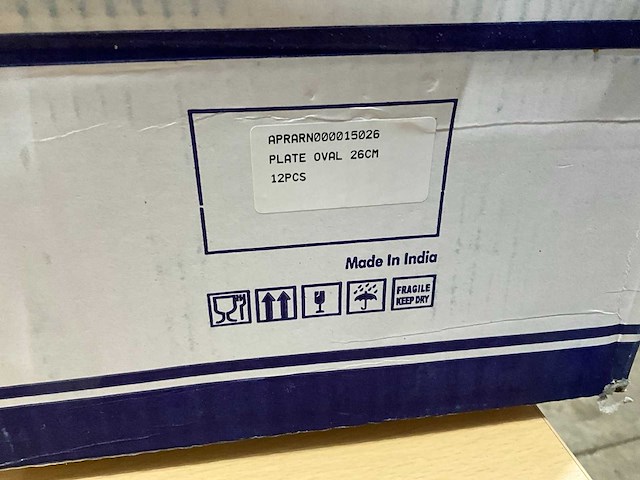 APRARN000015026
PLATE OVAL 26CM
12PCS
Made In India
FRAGILE
KEEP DRY